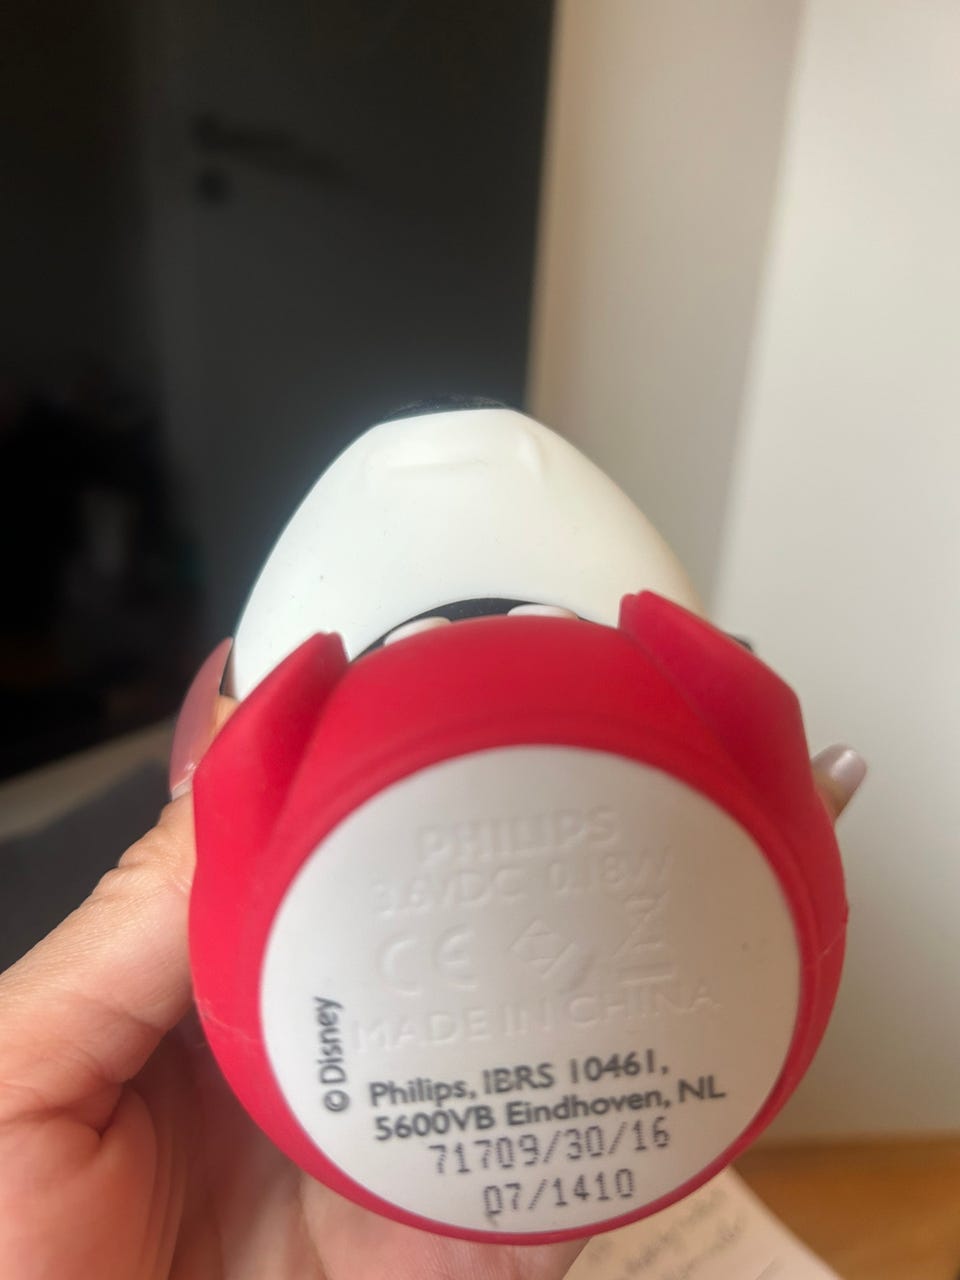 PHILIPS
3.6VDC 0.18W
CE
MADE IN CHINA
©Disney
Philips, IBRS 10461,
5600VB Eindhoven, NL
71709/30/16
07/1410